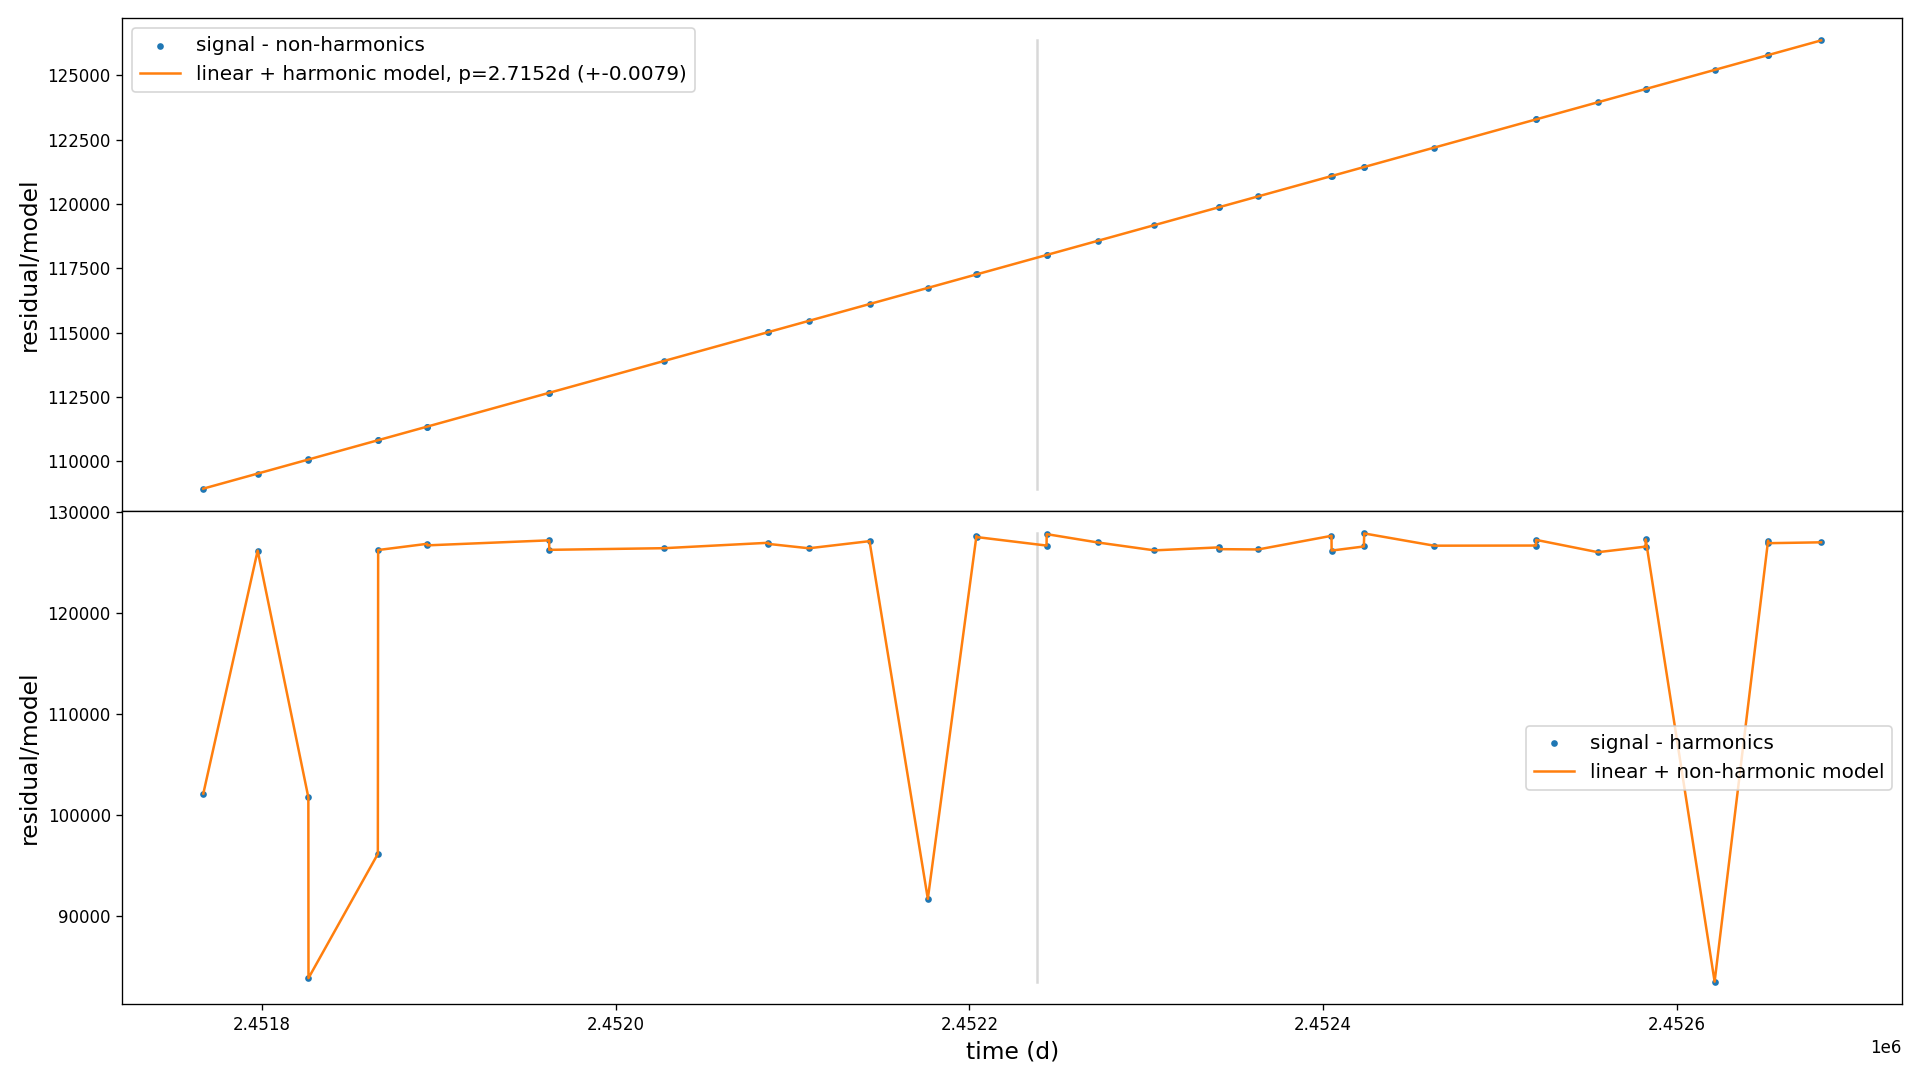 signal - non-harmonics
linear + harmonic model, p=2.7152d (+-0.0079)
residual/model
125000
122500
120000
117500
115000
112500
110000
130000
120000
110000
100000
90000
residual/model
signal - harmonics
linear + non-harmonic model
2.4518 2.4520 2.4522 2.4524 2.4526
time (d)
1e6